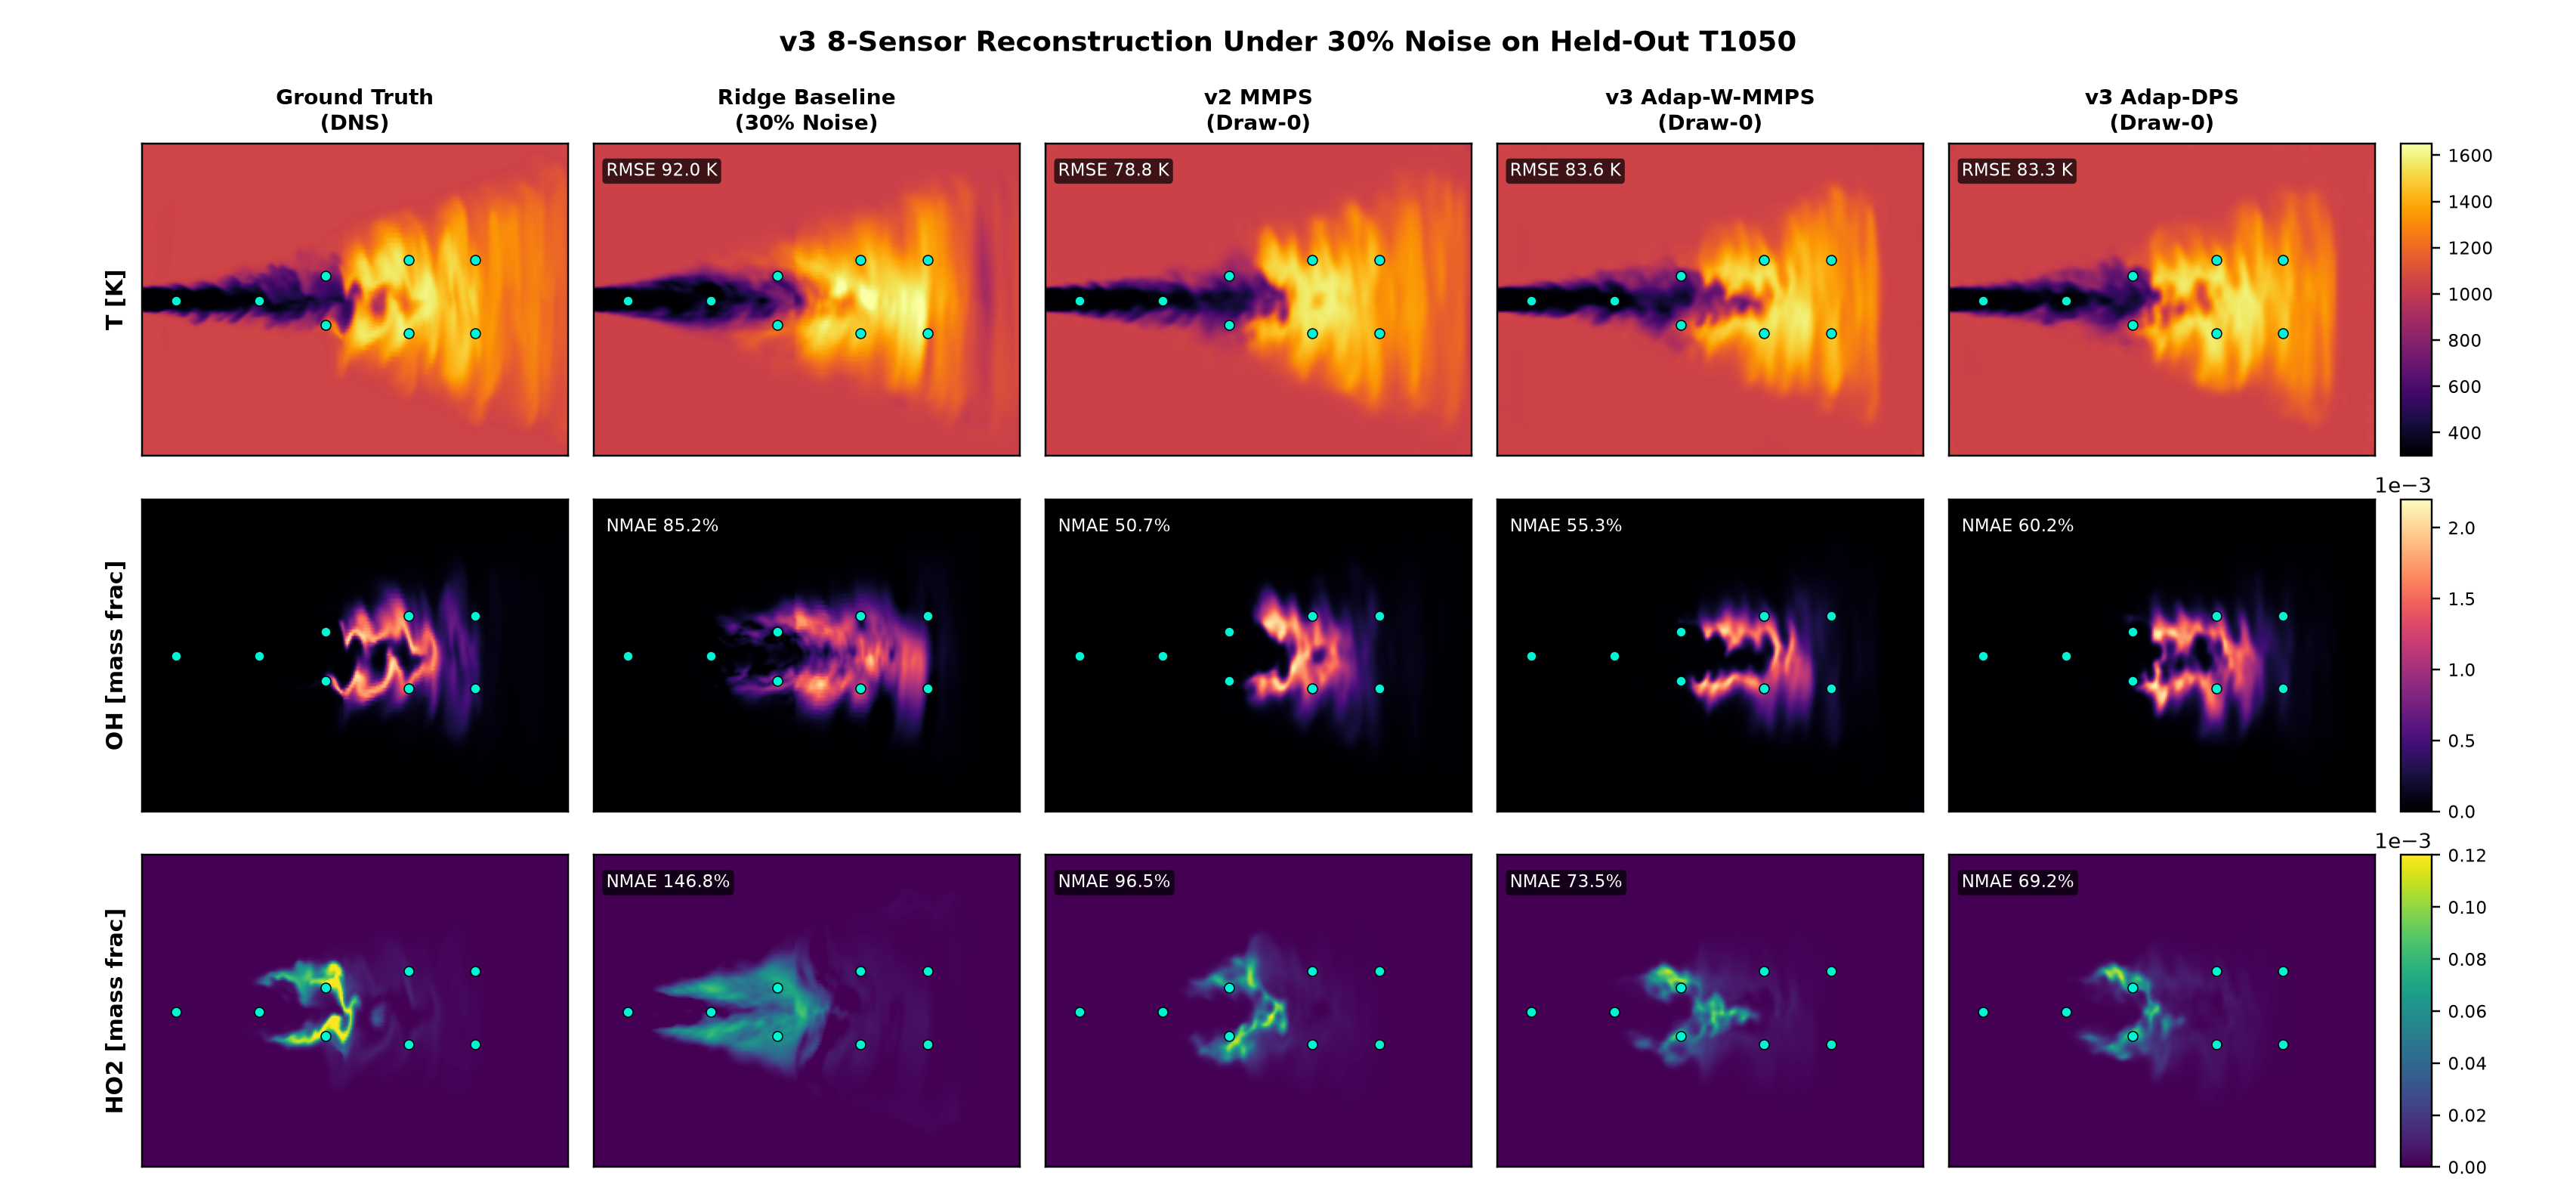 v3 8-Sensor Reconstruction Under 30% Noise on Held-Out T1050
Ground Truth
(DNS)
Ridge Baseline
(30% Noise)
v2 MMPS
(Draw-0)
v3 Adap-W-MMPS
(Draw-0)
v3 Adap-DPS
(Draw-0)
T [K]
RMSE 92.0 K
RMSE 78.8 K
RMSE 83.6 K
RMSE 83.3 K
1600
1400
1200
1000
800
600
400
OH [mass frac]
NMAE 85.2%
NMAE 50.7%
NMAE 55.3%
NMAE 60.2%
1e−3
2.0
1.5
1.0
0.5
0.0
HO2 [mass frac]
NMAE 146.8%
NMAE 96.5%
NMAE 73.5%
NMAE 69.2%
1e−3
0.12
0.10
0.08
0.06
0.04
0.02
0.00